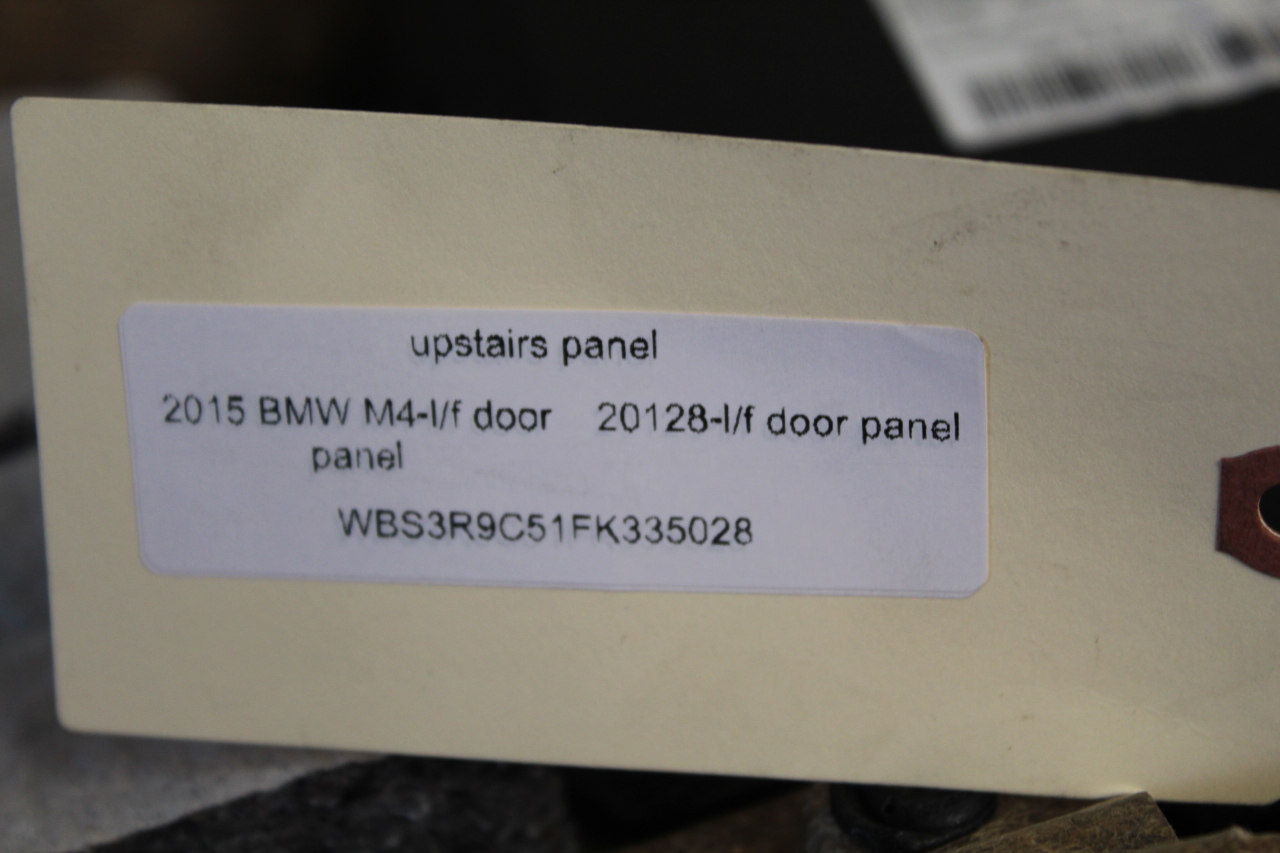 upstairs panel
2015 BMW M4-l/f door 20128-l/f door panel
panel
WBS3R9C51FK335028